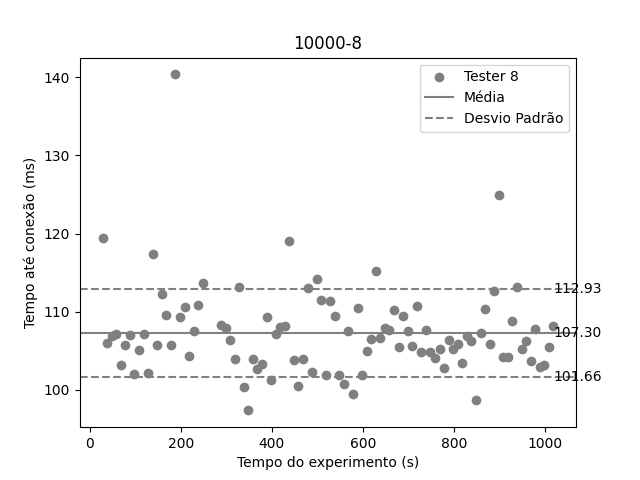 10000-8
Tester 8
Média
Desvio Padrão
Tempo até conexão (ms)
140
130
120
110
100
112.93
107.30
101.66
0 200 400 600 800 1000
Tempo do experimento (s)